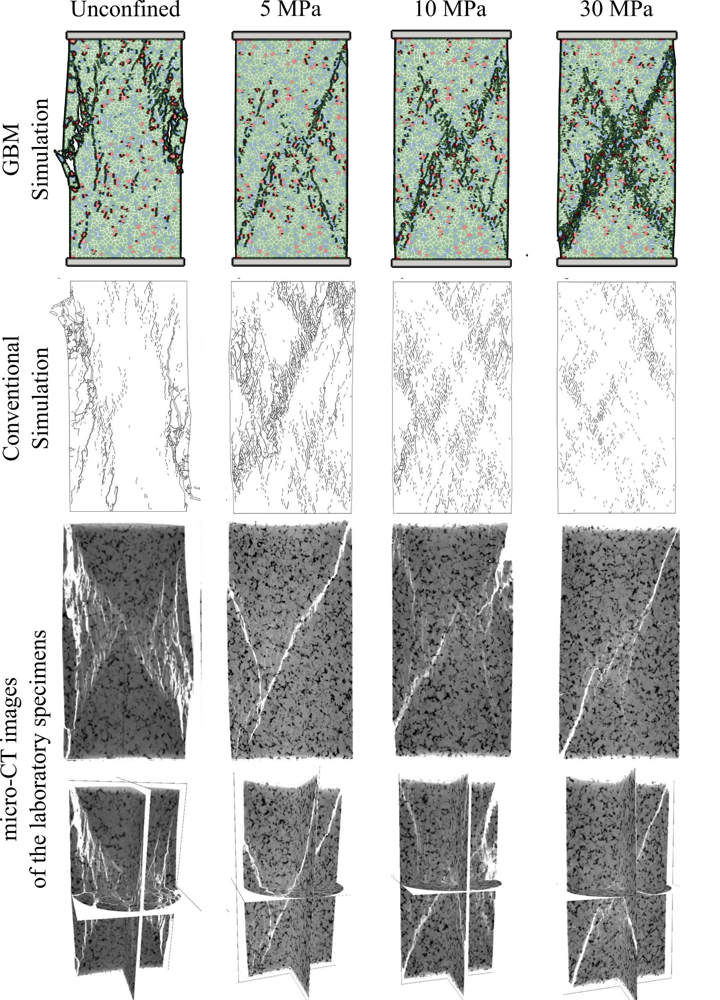 Unconfined
5 MPa
10 MPa
30 MPa
GBM
Simulation
Conventional
Simulation
micro-CT images
of the laboratory specimens